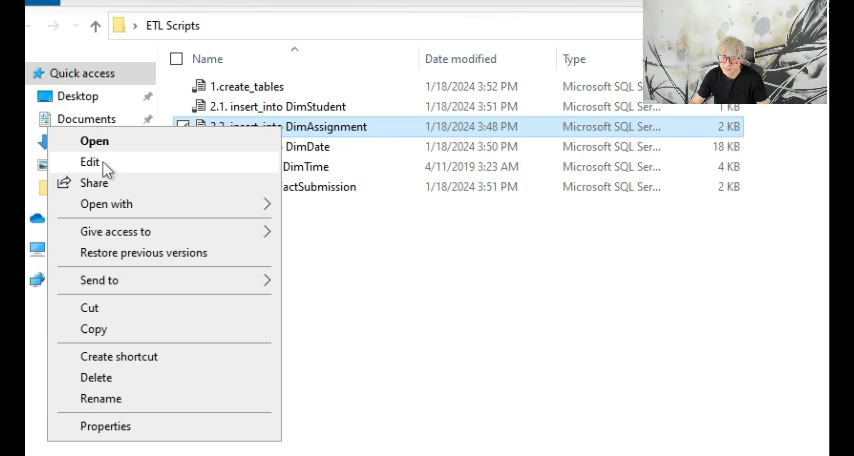 ETL Scripts
Name Date modified Type
Quick access
Desktop
Documents
1.create_tables 1/18/2024 3:52 PM Microsoft SQL S
2.1. insert_into DimStudent 1/18/2024 3:51 PM Microsoft SQL Ser... 1 KB
insert_into DimAssignment 1/18/2024 3:48 PM Microsoft SQL Ser... 2 KB
DimDate 1/18/2024 3:50 PM Microsoft SQL Ser... 18 KB
DimTime 4/11/2019 3:23 AM Microsoft SQL Ser... 4 KB
actSubmission 1/18/2024 3:51 PM Microsoft SQL Ser... 2 KB
Open
Edit
Share
Open with
Give access to
Restore previous versions
Send to
Cut
Copy
Create shortcut
Delete
Rename
Properties